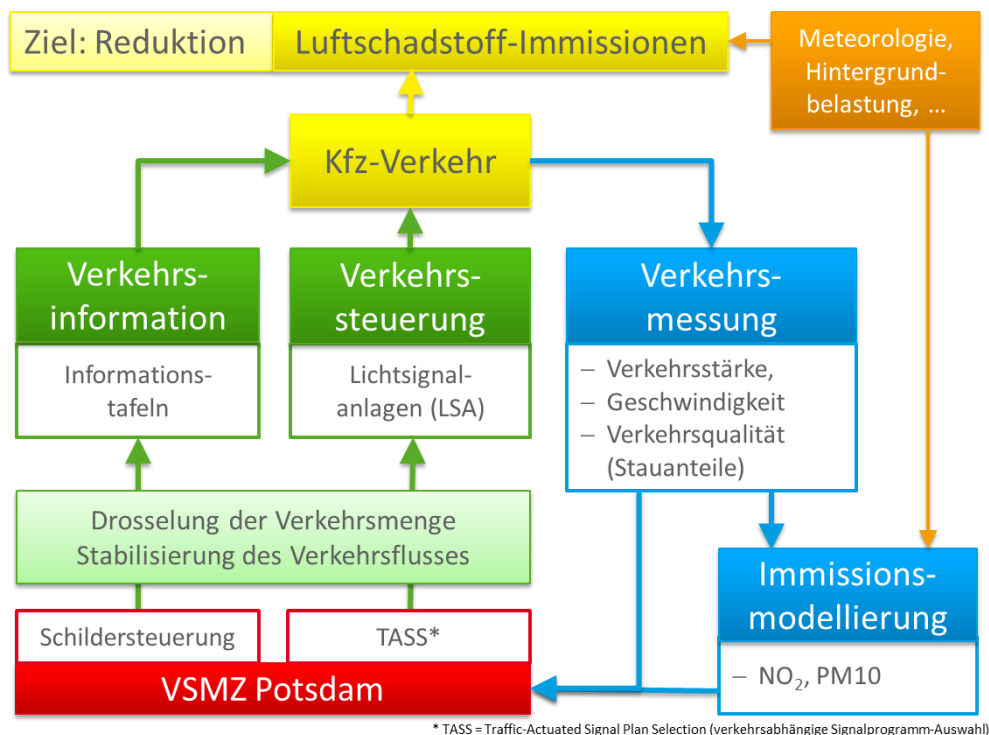 Ziel: Reduktion
Luftschadstoff-Immissionen
Meteorologie,
Hintergrund-
belastung, ...
Kfz-Verkehr
Verkehrs-
information
Informations-
tafeln
Verkehrs-
steuerung
Lichtsignal-
anlagen (LSA)
Verkehrs-
messung
– Verkehrsstärke,
– Geschwindigkeit
– Verkehrsqualität
(Stauanteile)
Drosselung der Verkehrsmenge
Stabilisierung des Verkehrsflusses
Immissions-
modellierung
– NO₂, PM10
Schildersteuerung
TASS*
VSMZ Potsdam
* TASS = Traffic-Actuated Signal Plan Selection (verkehrsabhängige Signalprogramm-Auswahl)